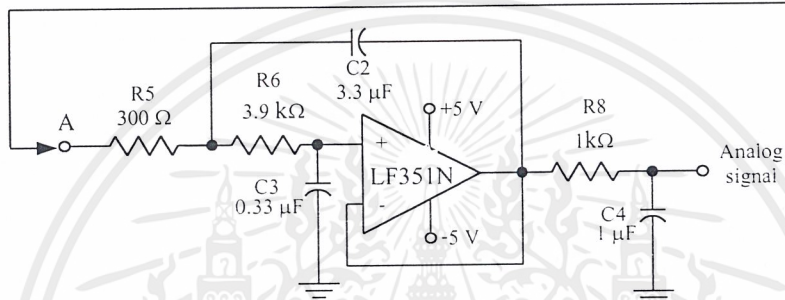 C2
3.3 μF
R5
300 Ω
R6
3.9 kΩ
+5 V
R8
1kΩ
A
+
LF351N
-
C3
0.33 μF
-5 V
Analog
signal
C4
1 μF